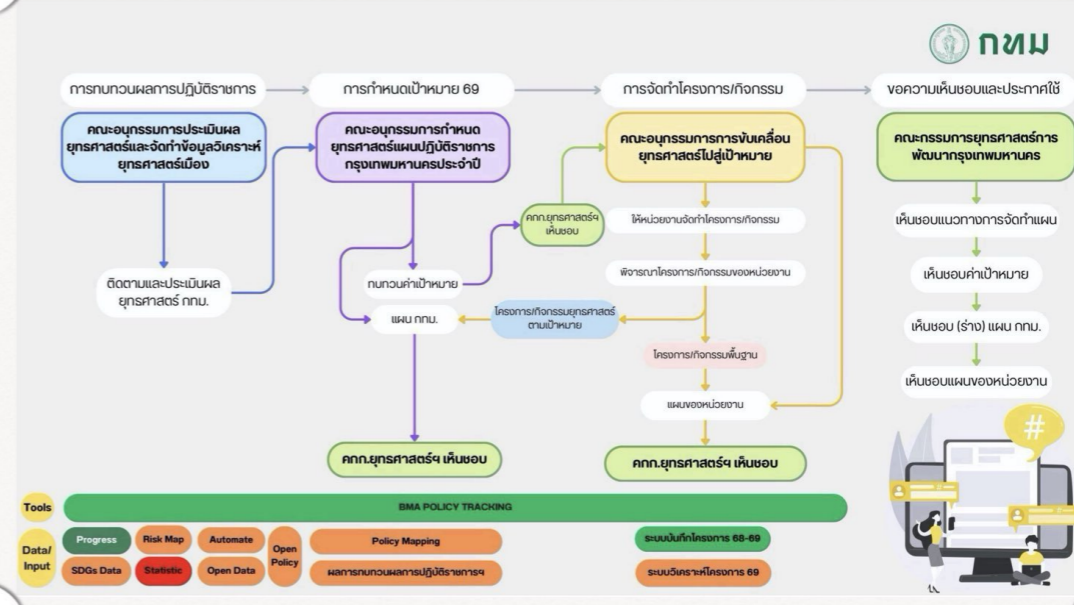 กทม
การทบทวนผลการปฏิบัติราชการ
การกำหนดเป้าหมาย 69
การจัดทำโครงการ/กิจกรรม
ขอความเห็นชอบและประกาศใช้
คณะอนุกรรมการประเมินผล
ยุทธศาสตร์และจัดทำข้อมูลวิเคราะห์
ยุทธศาสตร์เมือง
คณะอนุกรรมการกำหนด
ยุทธศาสตร์แผนปฏิบัติราชการ
กรุงเทพมหานครประจำปี
คณะอนุกรรมการการขับเคลื่อน
ยุทธศาสตร์ไปสู่เป้าหมาย
คณะกรรมการยุทธศาสตร์การ
พัฒนากรุงเทพมหานคร
ติดตามและประเมินผล
ยุทธศาสตร์ กทม.
ทบทวนค่าเป้าหมาย
คกก.ยุทธศาสตร์ฯ
เห็นชอบ
แผน กทม.
โครงการ/กิจกรรมยุทธศาสตร์
ตามเป้าหมาย
คกก.ยุทธศาสตร์ฯ เห็นชอบ
ให้หน่วยงานจัดทำโครงการ/กิจกรรม
พิจารณาโครงการ/กิจกรรมของหน่วยงาน
โครงการ/กิจกรรมพื้นฐาน
แผนของหน่วยงาน
คกก.ยุทธศาสตร์ฯ เห็นชอบ
เห็นชอบแนวทางการจัดทำแผน
เห็นชอบค่าเป้าหมาย
เห็นชอบ (ร่าง) แผน กทม.
เห็นชอบแผนของหน่วยงาน
#
Tools
BMA POLICY TRACKING
Data/
Input
Progress
Risk Map
Automate
SDGs Data
Statistic
Open Data
Open
Policy
Policy Mapping
ผลการทบทวนผลการปฏิบัติราชการฯ
ระบบบันทึกโครงการ 68-69
ระบบวิเคราะห์โครงการ 69